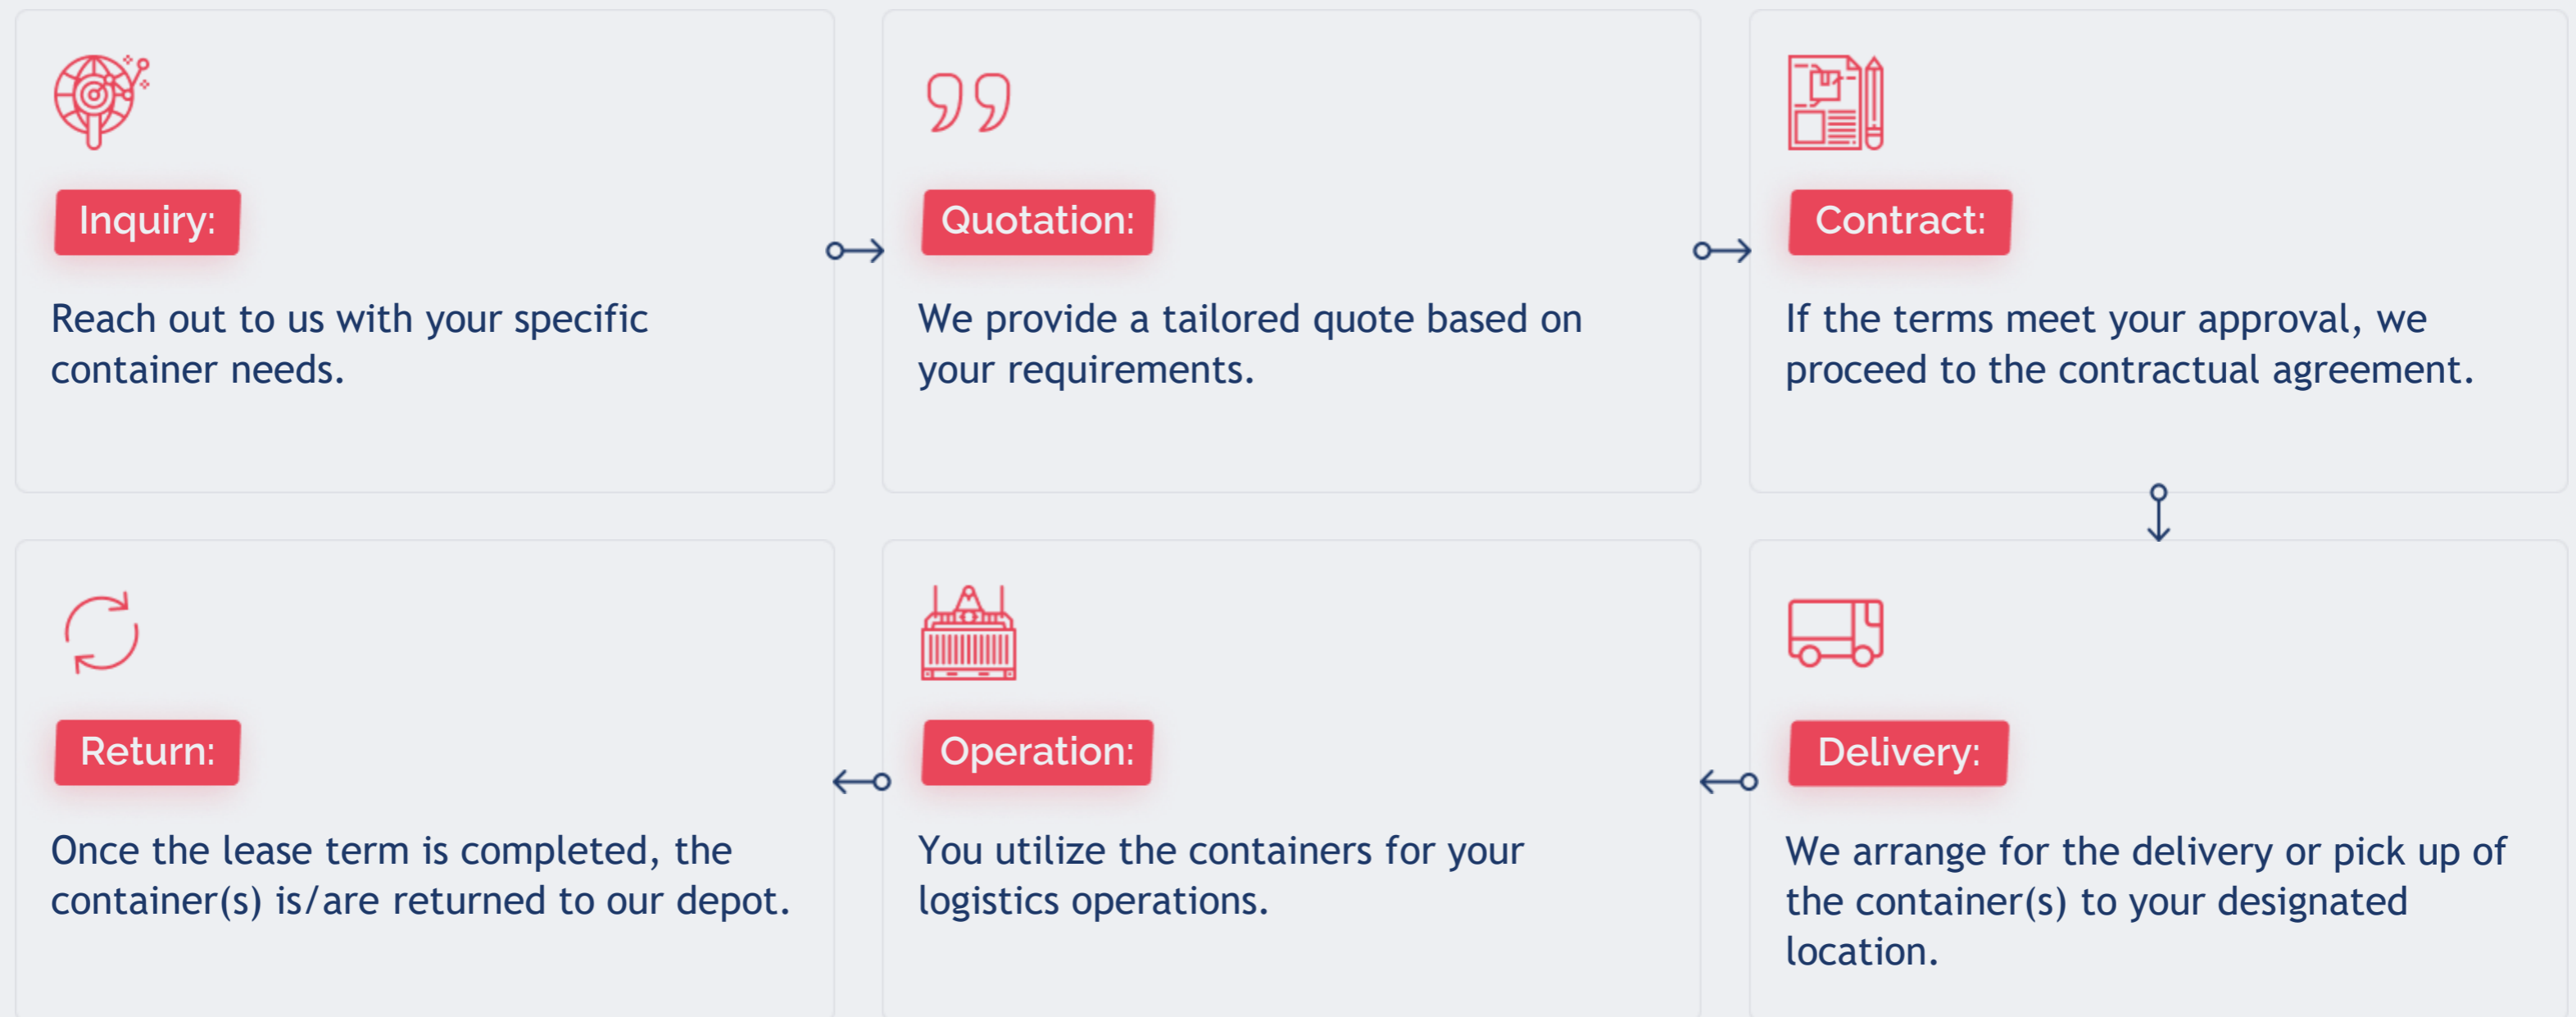 Inquiry:
Reach out to us with your specific
container needs.
Quotation:
We provide a tailored quote based on
your requirements.
Contract:
If the terms meet your approval, we
proceed to the contractual agreement.
Delivery:
We arrange for the delivery or pick up of
the container(s) to your designated
location.
Operation:
You utilize the containers for your
logistics operations.
Return:
Once the lease term is completed, the
container(s) is/are returned to our depot.